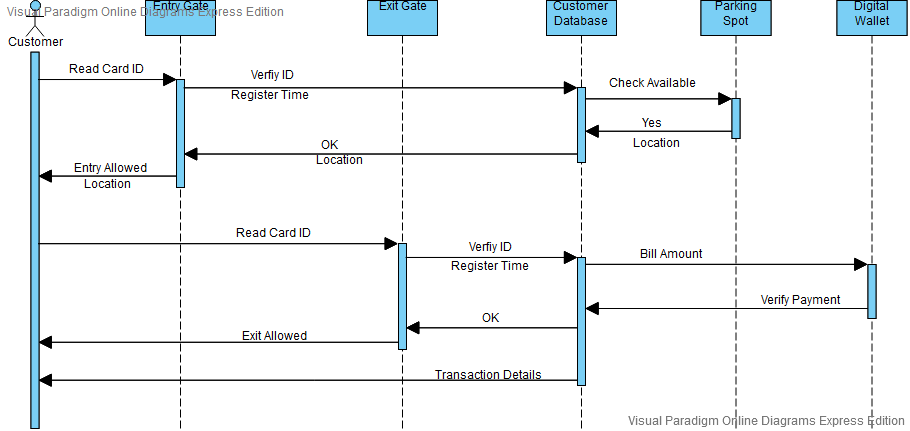 Visual Paradigm Online Diagrams Express Edition
Customer
Entry Gate
Exit Gate
Customer
Database
Parking
Spot
Digital
Wallet
Read Card ID
Verfiy ID
Register Time
Check Available
Yes
Location
OK
Location
Entry Allowed
Location
Read Card ID
Verfiy ID
Register Time
Bill Amount
Verify Payment
OK
Exit Allowed
Transaction Details
Visual Paradigm Online Diagrams Express Edition